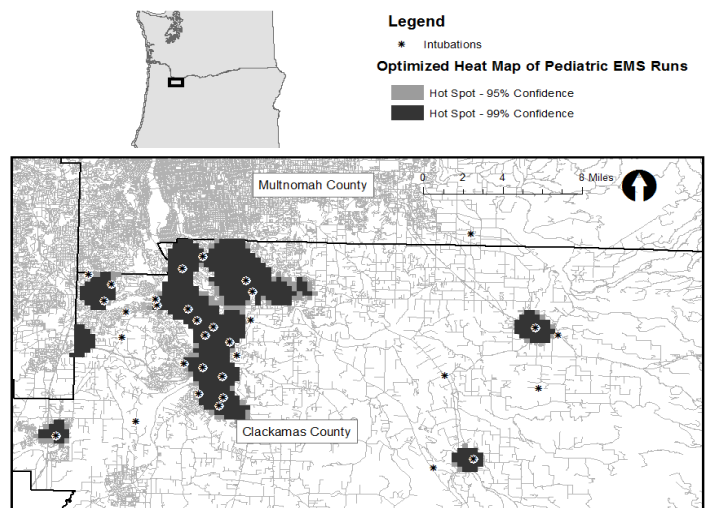 Legend
Intubations
Optimized Heat Map of Pediatric EMS Runs
Hot Spot - 95% Confidence
Hot Spot - 99% Confidence
Multnomah County
0 2 4 8 Miles
Clackamas County